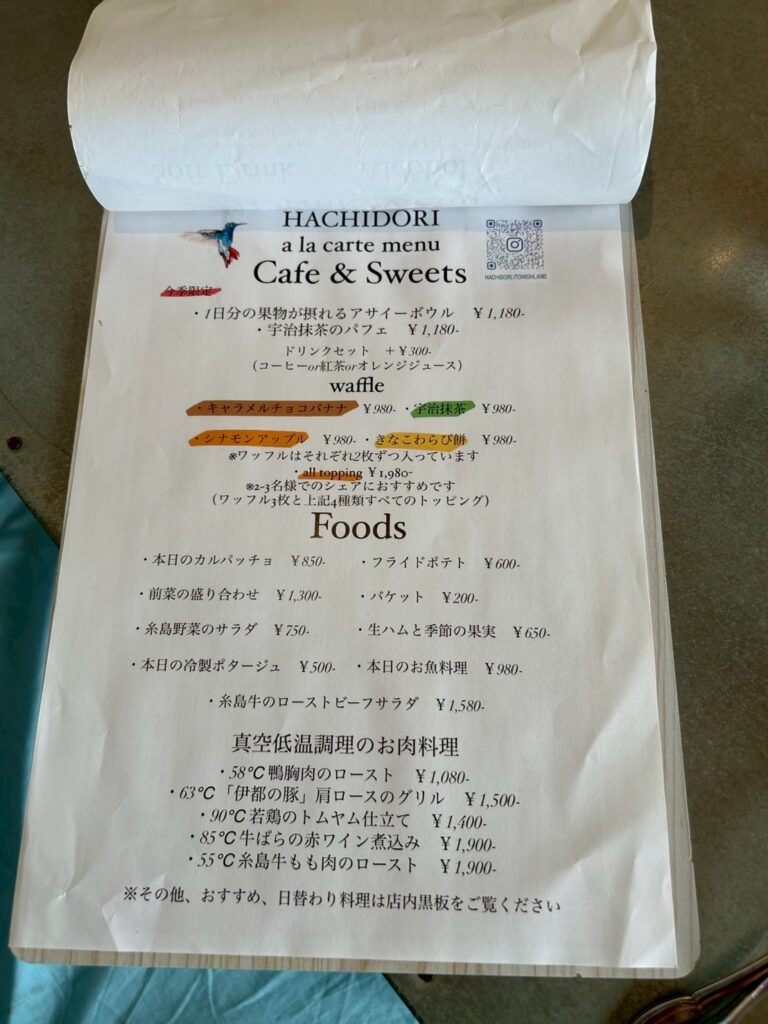 Soft Drink Alcohol
HACHIDORI
a la carte menu
Cafe & Sweets
HACHIDORI.ITOHIGHLAND
今季限定
・1日分の果物が摂れるアサイーボウル ¥1,180-
・宇治抹茶のパフェ ¥1,180-
ドリンクセット +¥300-
(コーヒーor紅茶orオレンジジュース)
waffle
・キャラメルチョコバナナ ¥980- ・宇治抹茶 ¥980-
・シナモンアップル ¥980- ・きなこわらび餅 ¥980-
※ワッフルはそれぞれ2枚ずつ入っています
・all topping ¥1,980-
※2-3名様でのシェアにおすすめです
(ワッフル3枚と上記4種類すべてのトッピング)
Foods
・本日のカルパッチョ ¥850- ・フライドポテト ¥600-
・前菜の盛り合わせ ¥1,300- ・バケット ¥200-
・糸島野菜のサラダ ¥750- ・生ハムと季節の果実 ¥650-
・本日の冷製ポタージュ ¥500- ・本日のお魚料理 ¥980-
・糸島牛のローストビーフサラダ ¥1,580-
真空低温調理のお肉料理
・58℃鴨胸肉のロースト ¥1,080-
・63℃「伊都の豚」肩ロースのグリル ¥1,500-
・90℃若鶏のトムヤム仕立て ¥1,400-
・85℃牛ばらの赤ワイン煮込み ¥1,900-
・55℃糸島牛もも肉のロースト ¥1,900-
※その他、おすすめ、日替わり料理は店内黒板をご覧ください